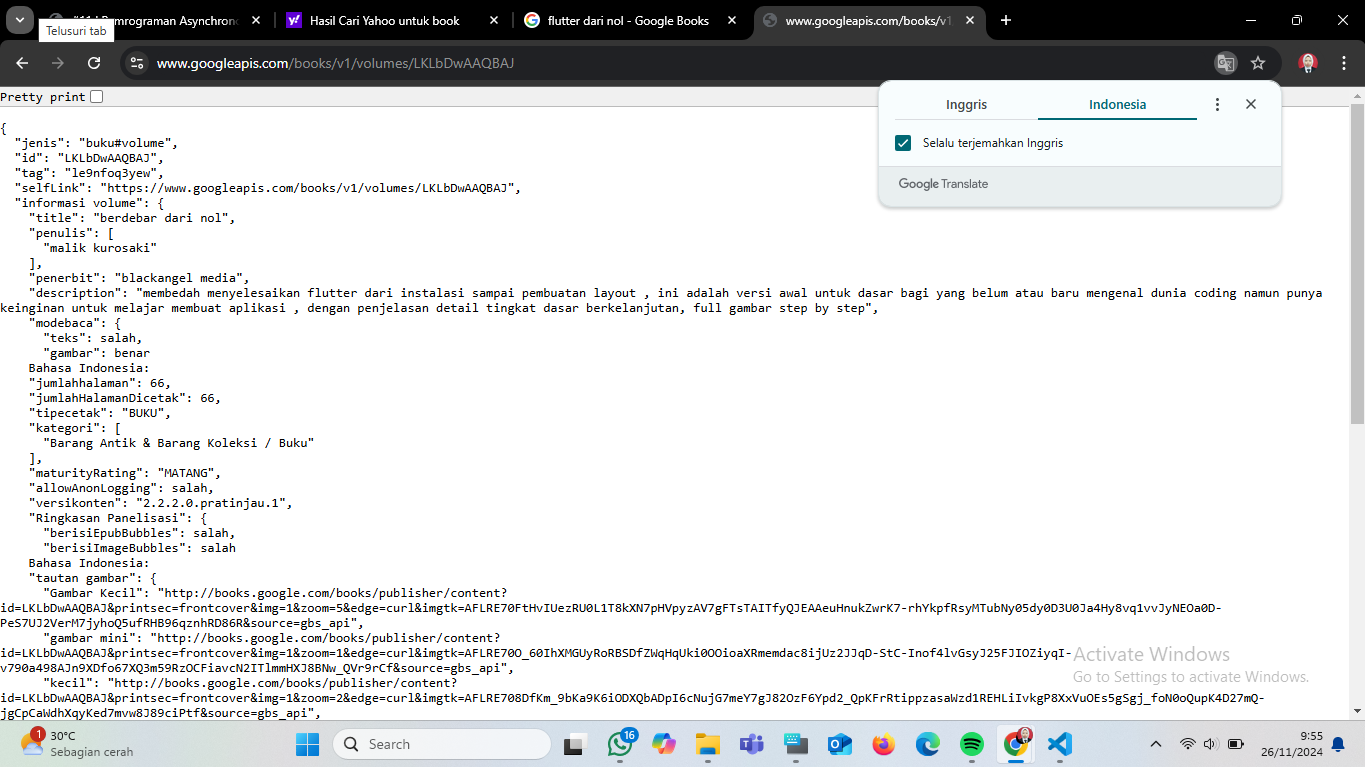 #11 | Pemrograman Asynchron
Hasil Cari Yahoo untuk book
flutter dari nol - Google Books
www.googleapis.com/books/v1
Telusuri tab
www.googleapis.com/books/v1/volumes/LKLbDwAAQBAJ
Pretty print
Inggris
Indonesia
Selalu terjemahkan Inggris
Google Translate
{
"jenis": "buku#volume",
"id": "LKLbDwAAQBAJ",
"tag": "le9nfoq3yew",
"selfLink": "https://www.googleapis.com/books/v1/volumes/LKLbDwAAQBAJ",
"informasi volume": {
"title": "berdebar dari nol",
"penulis": [
"malik kurosaki"
],
"penerbit": "blackangel media",
"description": "membedah menyelesaikan flutter dari instalasi sampai pembuatan layout , ini adalah versi awal untuk dasar bagi yang belum atau baru mengenal dunia coding namun punya
keinginan untuk melajar membuat aplikasi , dengan penjelasan detail tingkat dasar berkelanjutan, full gambar step by step",
"modebaca": {
"teks": salah,
"gambar": benar
Bahasa Indonesia:
"jumlahhalaman": 66,
"jumlahHalamanDicetak": 66,
"tipecetak": "BUKU",
"kategori": [
"Barang Antik & Barang Koleksi / Buku"
],
"maturityRating": "MATANG",
"allowAnonLogging": salah,
"versikonten": "2.2.2.0.pratinjau.1",
"Ringkasan Panelisasi": {
"berisiEpubBubbles": salah,
"berisiImageBubbles": salah
Bahasa Indonesia:
"tautan gambar": {
"Gambar Kecil": "http://books.google.com/books/publisher/content?
id=LKLbDwAAQBAJ&printsec=frontcover&img=1&zoom=5&edge=curl&imgtk=AFLRE70FtHvIUezRU0L1T8kXN7pHVpyzAV7gFTsTAITfyQJEAAeuHnukZwrK7-rhYkpfRsyMTubNy05dy0D3U0Ja4Hy8vq1vvJyNEOa0D-
PeS7UJ2VerM7jyhoQ5ufRHB96qznhRD86R&source=gbs_api",
"gambar mini": "http://books.google.com/books/publisher/content?
id=LKLbDwAAQBAJ&printsec=frontcover&img=1&zoom=1&edge=curl&imgtk=AFLRE70O_60IhXMGUyRoRBSDfZWqHqUki0OOioaXRmemdac8ijUz2JJqD-StC-Inof4lvGsyJ25FJIOZiyqI-
v790a498AJn9XDfo67XQ3m59RzOCFiavcN2ITlmmHXJ8BNw_QVr9rCf&source=gbs_api",
"kecil": "http://books.google.com/books/publisher/content?
id=LKLbDwAAQBAJ&printsec=frontcover&img=1&zoom=2&edge=curl&imgtk=AFLRE708DfKm_9bKa9K6iODXQbADpI6cNujG7meY7gJ82OzF6Ypd2_QpKFrRtippzasaWzd1REHLiIvkgP8XxVuOEs5gSgj_foN0oQupK4D27mQ-
jgCpCaWdhXqyKed7mvw8J89ciPtf&source=gbs_api",
Activate Windows
Go to Settings to activate Windows.
1
30°C
Sebagian cerah
Search
16
9:55
26/11/2024